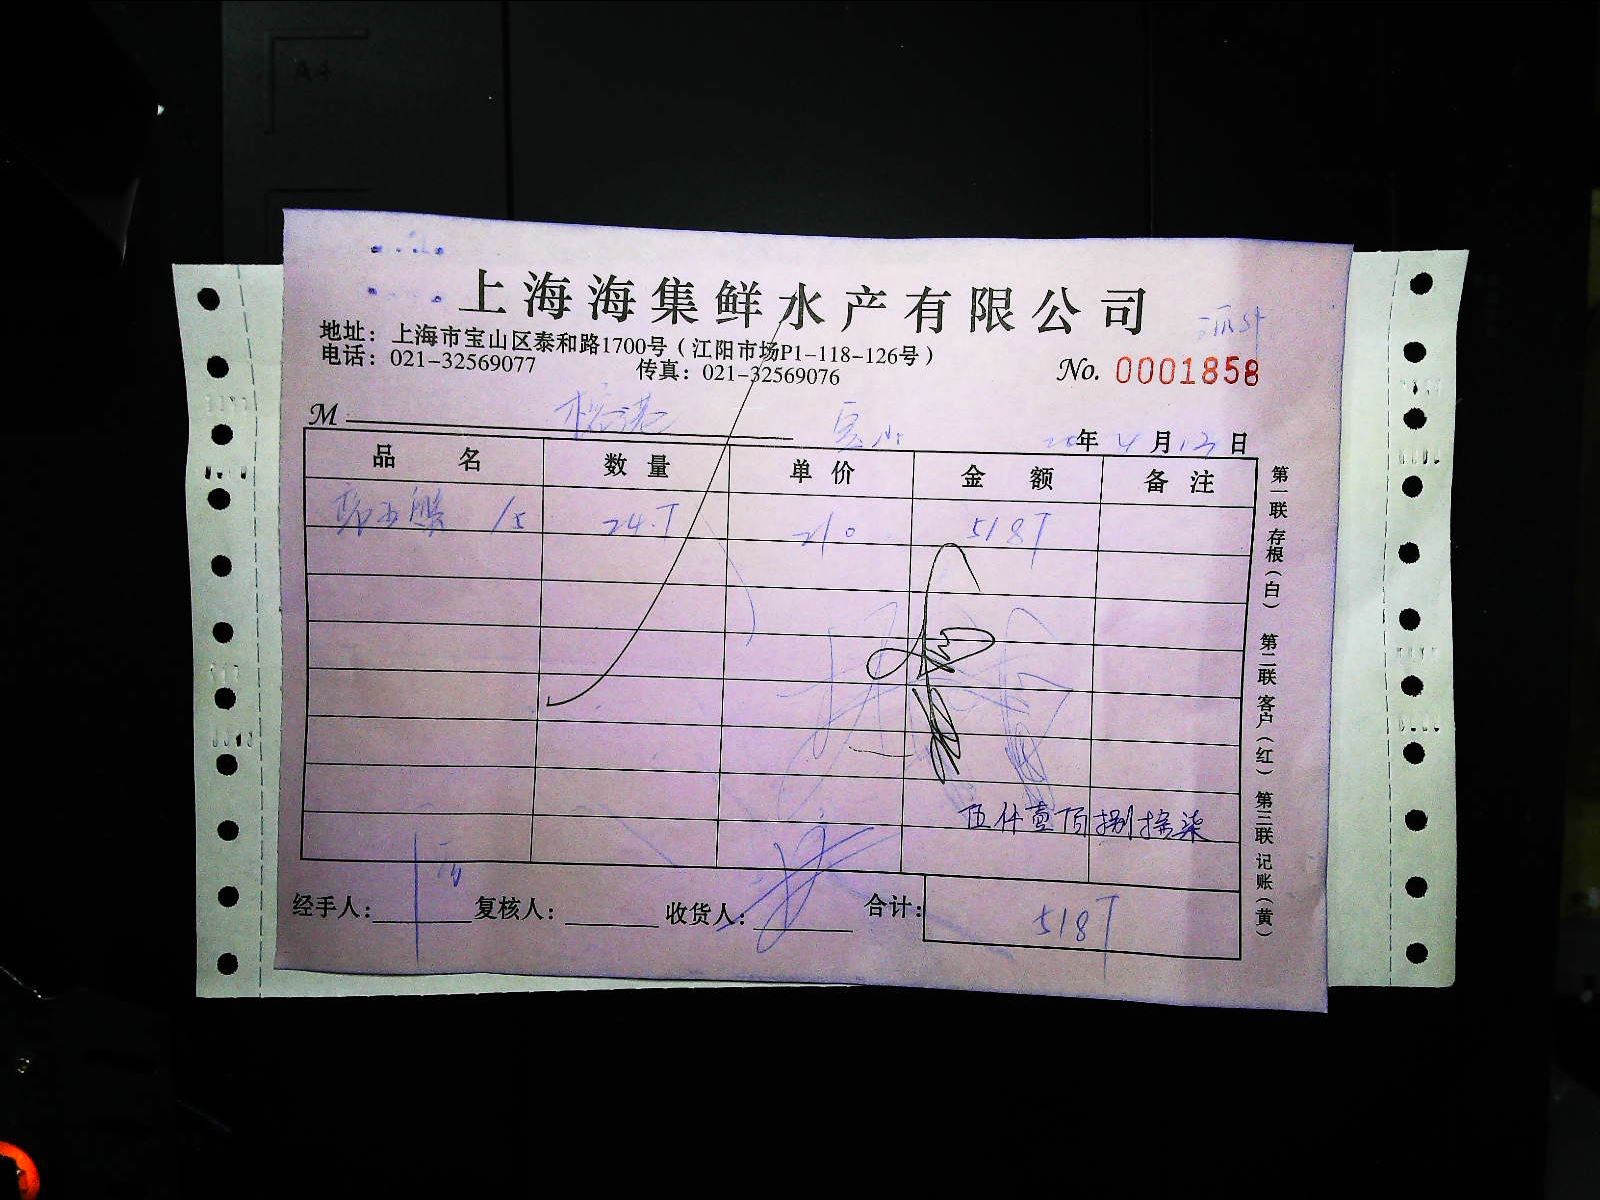 上海海集鲜水产有限公司
地址：上海市宝山区泰和路1700号（江阳市场P1-118-126号）
电话：021-32569077 传真：021-32569076
No. 0001858
M
20年4月13日
品名 数量 单价 金额 备注
24.7 210 5187
伍仟壹佰捌拾柒
经手人： 复核人： 收货人： 合计： 5187
第一联 存根（白） 第二联 客户（红） 第三联 记账（黄）
A4